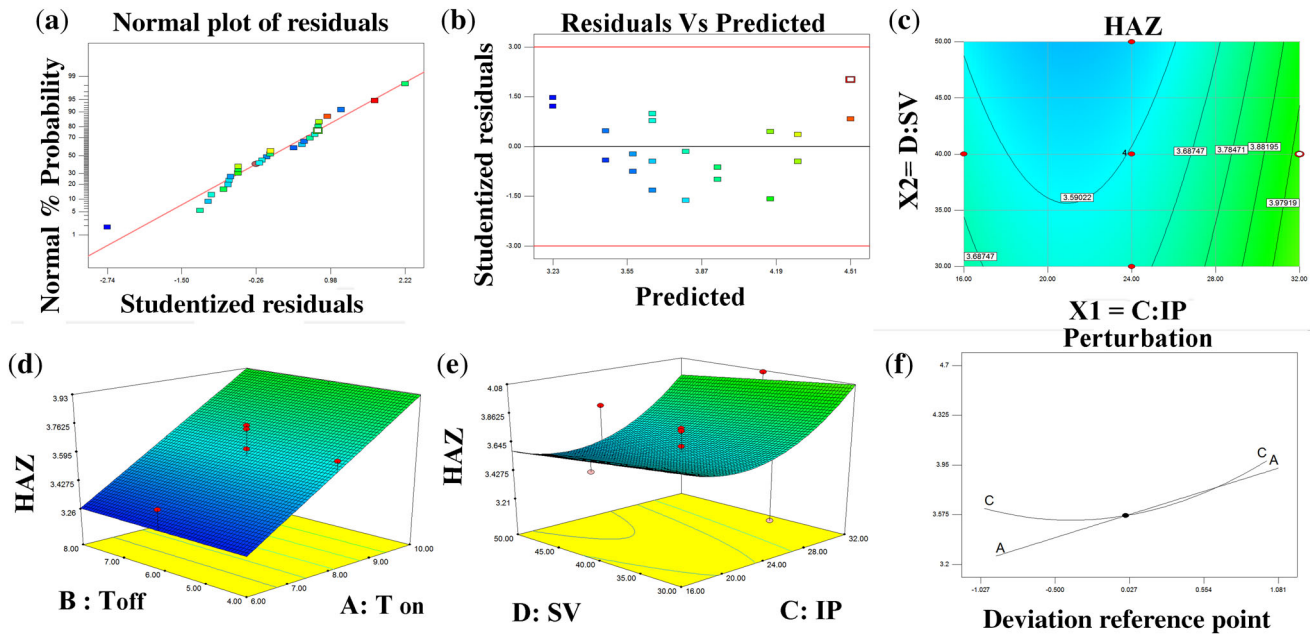 (a) Normal plot of residuals
Normal % Probability
99
95
90
80
70
50
30
20
10
5
1
-2.74 -1.50 -0.26 0.98 2.22
Studentized residuals
(b) Residuals Vs Predicted
Studentized residuals
3.00
1.50
0.00
-1.50
-3.00
3.23 3.55 3.87 4.19 4.51
Predicted
(c) HAZ
X2= D:SV
50.00
45.00
40.00
35.00
30.00
4
3.68747 3.78471 3.88195
3.59022
3.97919
3.68747
16.00 20.00 24.00 28.00 32.00
X1 = C:IP
(d)
HAZ
3.93
3.7625
3.595
3.4275
3.26
8.00 7.00 6.00 5.00 4.00
6.00 7.00 8.00 9.00 10.00
B : Toff
A: T on
(e)
HAZ
4.08
3.8625
3.645
3.4275
3.21
50.00 45.00 40.00 35.00 30.00
16.00 20.00 24.00 28.00 32.00
D: SV
C: IP
Perturbation
(f)
4.7
4.325
3.95
3.575
3.2
C
A
C
A
-1.027 -0.500 0.027 0.554 1.081
Deviation reference point